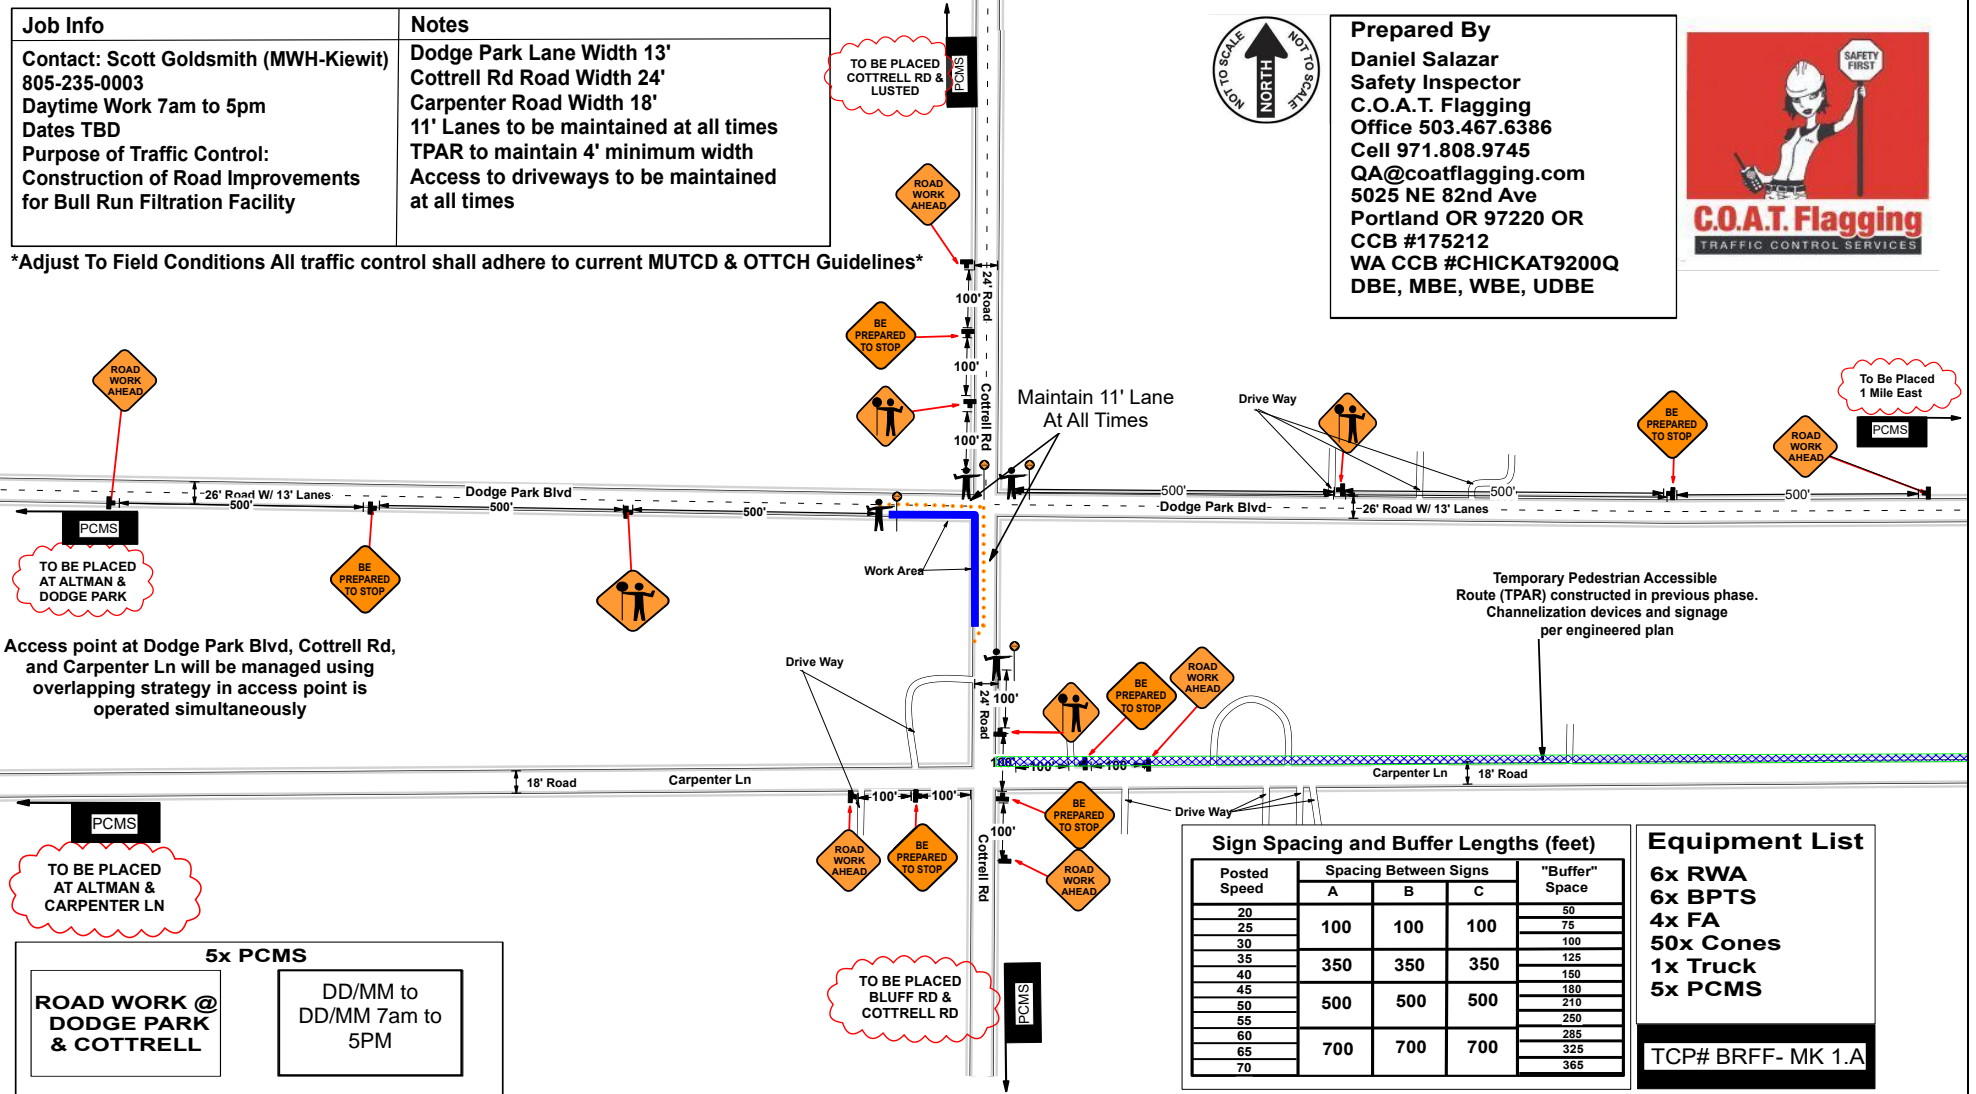 Job Info
Contact: Scott Goldsmith (MWH-Kiewit)
805-235-0003
Daytime Work 7am to 5pm
Dates TBD
Purpose of Traffic Control:
Construction of Road Improvements
for Bull Run Filtration Facility
Notes
Dodge Park Lane Width 13'
Cottrell Rd Road Width 24'
Carpenter Road Width 18'
11' Lanes to be maintained at all times
TPAR to maintain 4' minimum width
Access to driveways to be maintained
at all times
*Adjust To Field Conditions All traffic control shall adhere to current MUTCD & OTTCH Guidelines*
TO BE PLACED
COTTRELL RD &
LUSTED
PCMS
NOT TO SCALE
NORTH
NOT TO SCALE
Prepared By
Daniel Salazar
Safety Inspector
C.O.A.T. Flagging
Office 503.467.6386
Cell 971.808.9745
QA@coatflagging.com
5025 NE 82nd Ave
Portland OR 97220 OR
CCB #175212
WA CCB #CHICKAT9200Q
DBE, MBE, WBE, UDBE
SAFETY
FIRST
C.O.A.T. Flagging
TRAFFIC CONTROL SERVICES
ROAD
WORK
AHEAD
24' Road
100'
BE
PREPARED
TO STOP
100'
Cottrell Rd
100'
Maintain 11' Lane
At All Times
ROAD
WORK
AHEAD
Drive Way
BE
PREPARED
TO STOP
ROAD
WORK
AHEAD
To Be Placed
1 Mile East
PCMS
26' Road W/ 13' Lanes
500'
Dodge Park Blvd
500'
500'
500'
500'
500'
Dodge Park Blvd
26' Road W/ 13' Lanes
PCMS
TO BE PLACED
AT ALTMAN &
DODGE PARK
BE
PREPARED
TO STOP
Work Area
Temporary Pedestrian Accessible
Route (TPAR) constructed in previous phase.
Channelization devices and signage
per engineered plan
Access point at Dodge Park Blvd, Cottrell Rd,
and Carpenter Ln will be managed using
overlapping strategy in access point is
operated simultaneously
Drive Way
24' Road
100'
BE
PREPARED
TO STOP
ROAD
WORK
AHEAD
100'
100'
100'
18' Road
Carpenter Ln
Carpenter Ln
18' Road
PCMS
TO BE PLACED
AT ALTMAN &
CARPENTER LN
100'
100'
ROAD
WORK
AHEAD
BE
PREPARED
TO STOP
100'
BE
PREPARED
TO STOP
ROAD
WORK
AHEAD
Cottrell Rd
Drive Way
TO BE PLACED
BLUFF RD &
COTTRELL RD
PCMS
5x PCMS
ROAD WORK @
DODGE PARK
& COTTRELL
DD/MM to
DD/MM 7am to
5PM
Sign Spacing and Buffer Lengths (feet)
Posted Speed | Spacing Between Signs | "Buffer" Space
A B C
20 50
25 100 100 100 75
30 100
35 350 350 350 125
40 150
45 180
50 500 500 500 210
55 250
60 285
65 700 700 700 325
70 365
Equipment List
6x RWA
6x BPTS
4x FA
50x Cones
1x Truck
5x PCMS
TCP# BRFF- MK 1.A